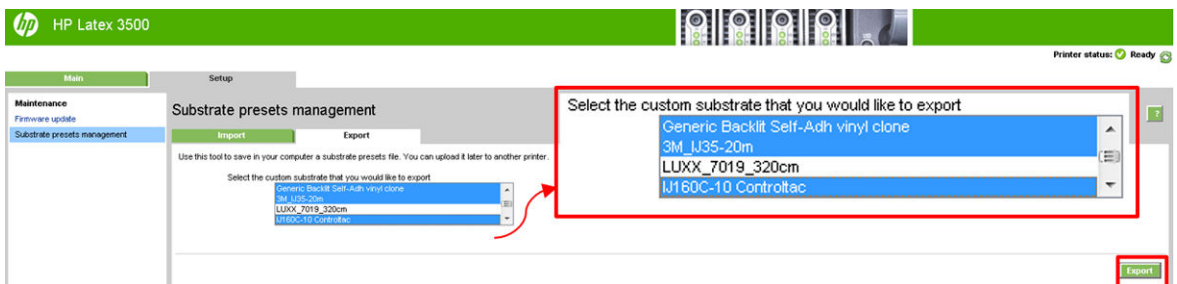 hp HP Latex 3500
Printer status: Ready
Main Setup
Maintenance
Firmware update
Substrate presets management
Substrate presets management
?
Import Export
Use this tool to save in your computer a substrate presets file. You can upload it later to another printer.
Select the custom substrate that you would like to export
Generic Backlit Self-Adh vinyl clone
3M_IJ35-20m
LUXX_7019_320cm
IJ160C-10 Controltac
Select the custom substrate that you would like to export
Generic Backlit Self-Adh vinyl clone
3M_IJ35-20m
LUXX_7019_320cm
IJ160C-10 Controltac
Export